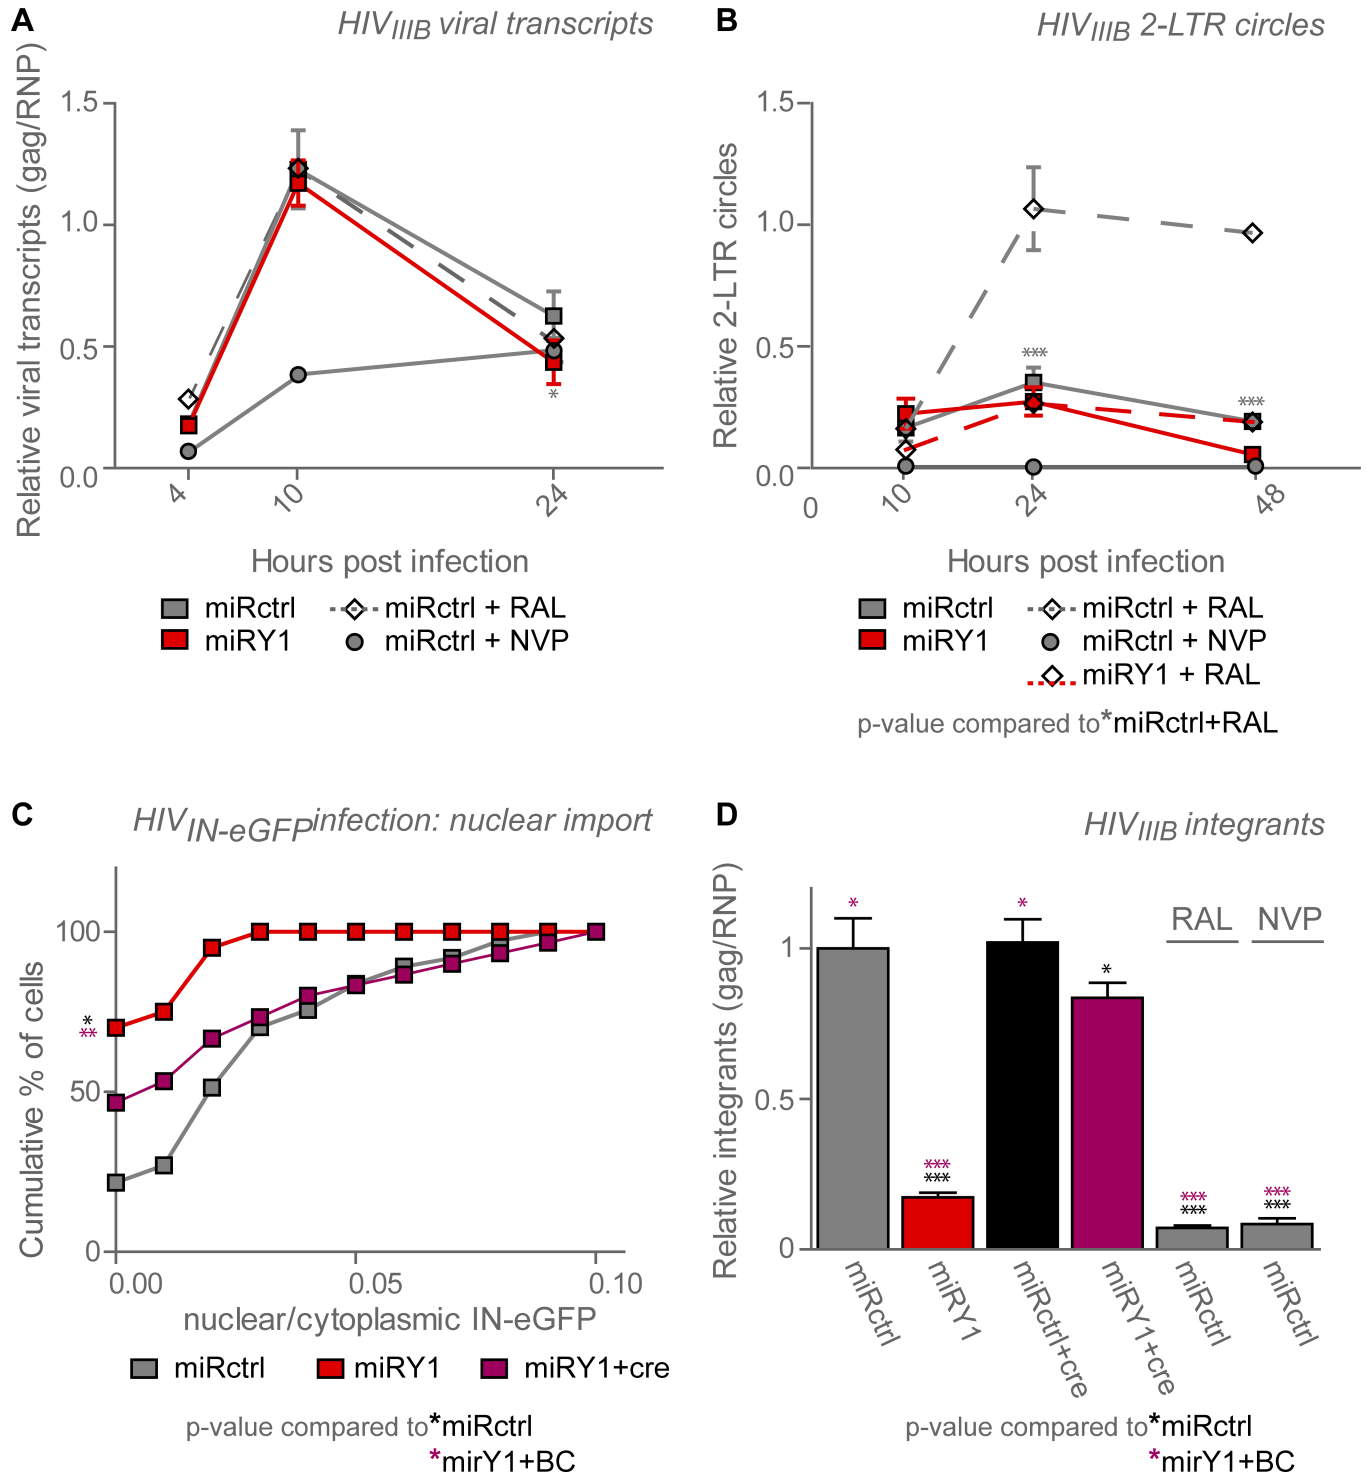 A
HIVIIIB viral transcripts
Relative viral transcripts (gag/RNP)
1.5
1.0
0.5
0.0
*
4
10
24
Hours post infection
miRctrl
miRctrl + RAL
miRY1
miRctrl + NVP
B
HIVIIIB 2-LTR circles
Relative 2-LTR circles
1.5
1.0
0.5
0.0
***
***
0
10
24
48
Hours post infection
miRctrl
miRctrl + RAL
miRY1
miRctrl + NVP
miRY1 + RAL
p-value compared to *miRctrl+RAL
C
HIVIN-eGFP infection: nuclear import
Cumulative % of cells
100
50
0
*
**
0.00
0.05
0.10
nuclear/cytoplasmic IN-eGFP
miRctrl
miRY1
miRY1+cre
p-value compared to *miRctrl
*mirY1+BC
D
HIVIIIB integrants
Relative integrants (gag/RNP)
1
0.5
0
*
***
***
*
*
RAL
NVP
***
***
***
***
miRctrl
miRY1
miRctrl+cre
miRY1+cre
miRctrl
miRctrl
p-value compared to *miRctrl
*mirY1+BC